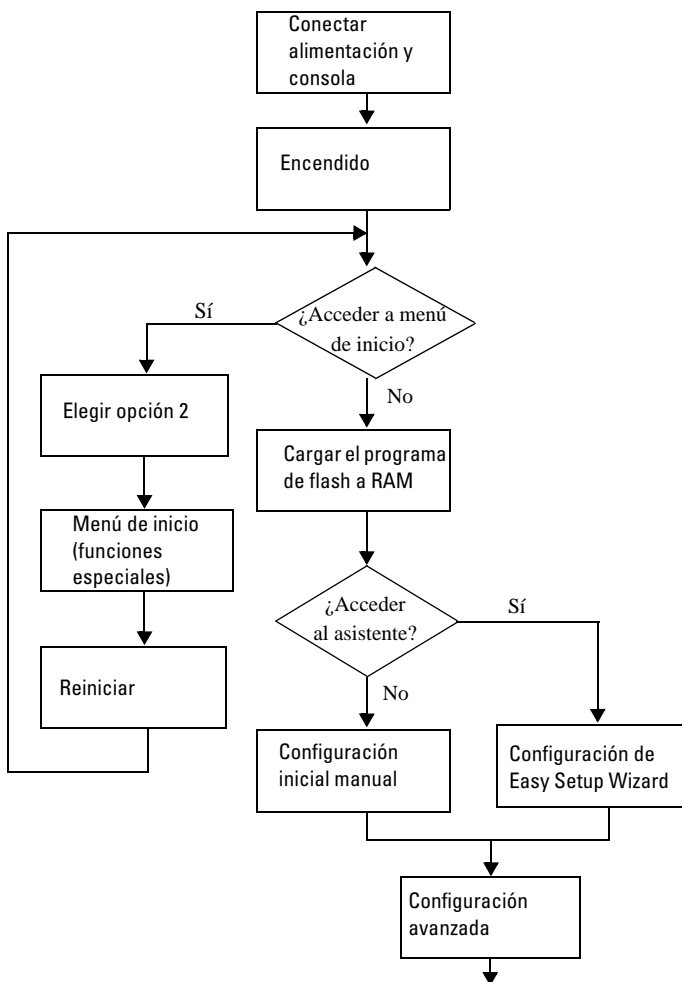 Conectar
alimentación y
consola
Encendido
¿Acceder a menú
de inicio?
Sí
No
Elegir opción 2
Cargar el programa
de flash a RAM
Menú de inicio
(funciones
especiales)
¿Acceder
al asistente?
Sí
No
Reiniciar
Configuración
inicial manual
Configuración de
Easy Setup Wizard
Configuración
avanzada